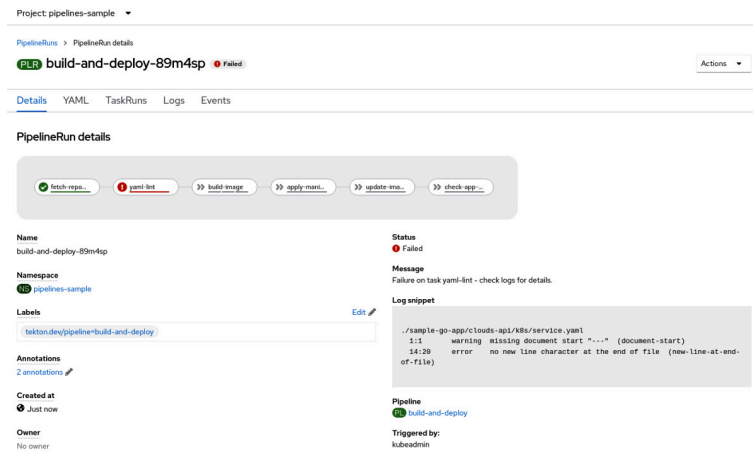 Project: pipelines-sample
PipelineRuns > PipelineRun details
PLR build-and-deploy-89m4sp Failed
Actions
Details YAML TaskRuns Logs Events
PipelineRun details
fetch-repo... yaml-lint build-image apply-mani... update-ima... check-app-...
Name
build-and-deploy-89m4sp
Namespace
NS pipelines-sample
Labels Edit
tekton.dev/pipeline=build-and-deploy
Annotations
2 annotations
Created at
Just now
Owner
No owner
Status
Failed
Message
Failure on task yaml-lint - check logs for details.
Log snippet
./sample-go-app/clouds-api/k8s/service.yaml
1:1 warning missing document start "---" (document-start)
14:20 error no new line character at the end of file (new-line-at-end-
of-file)
Pipeline
PL build-and-deploy
Triggered by:
kubeadmin